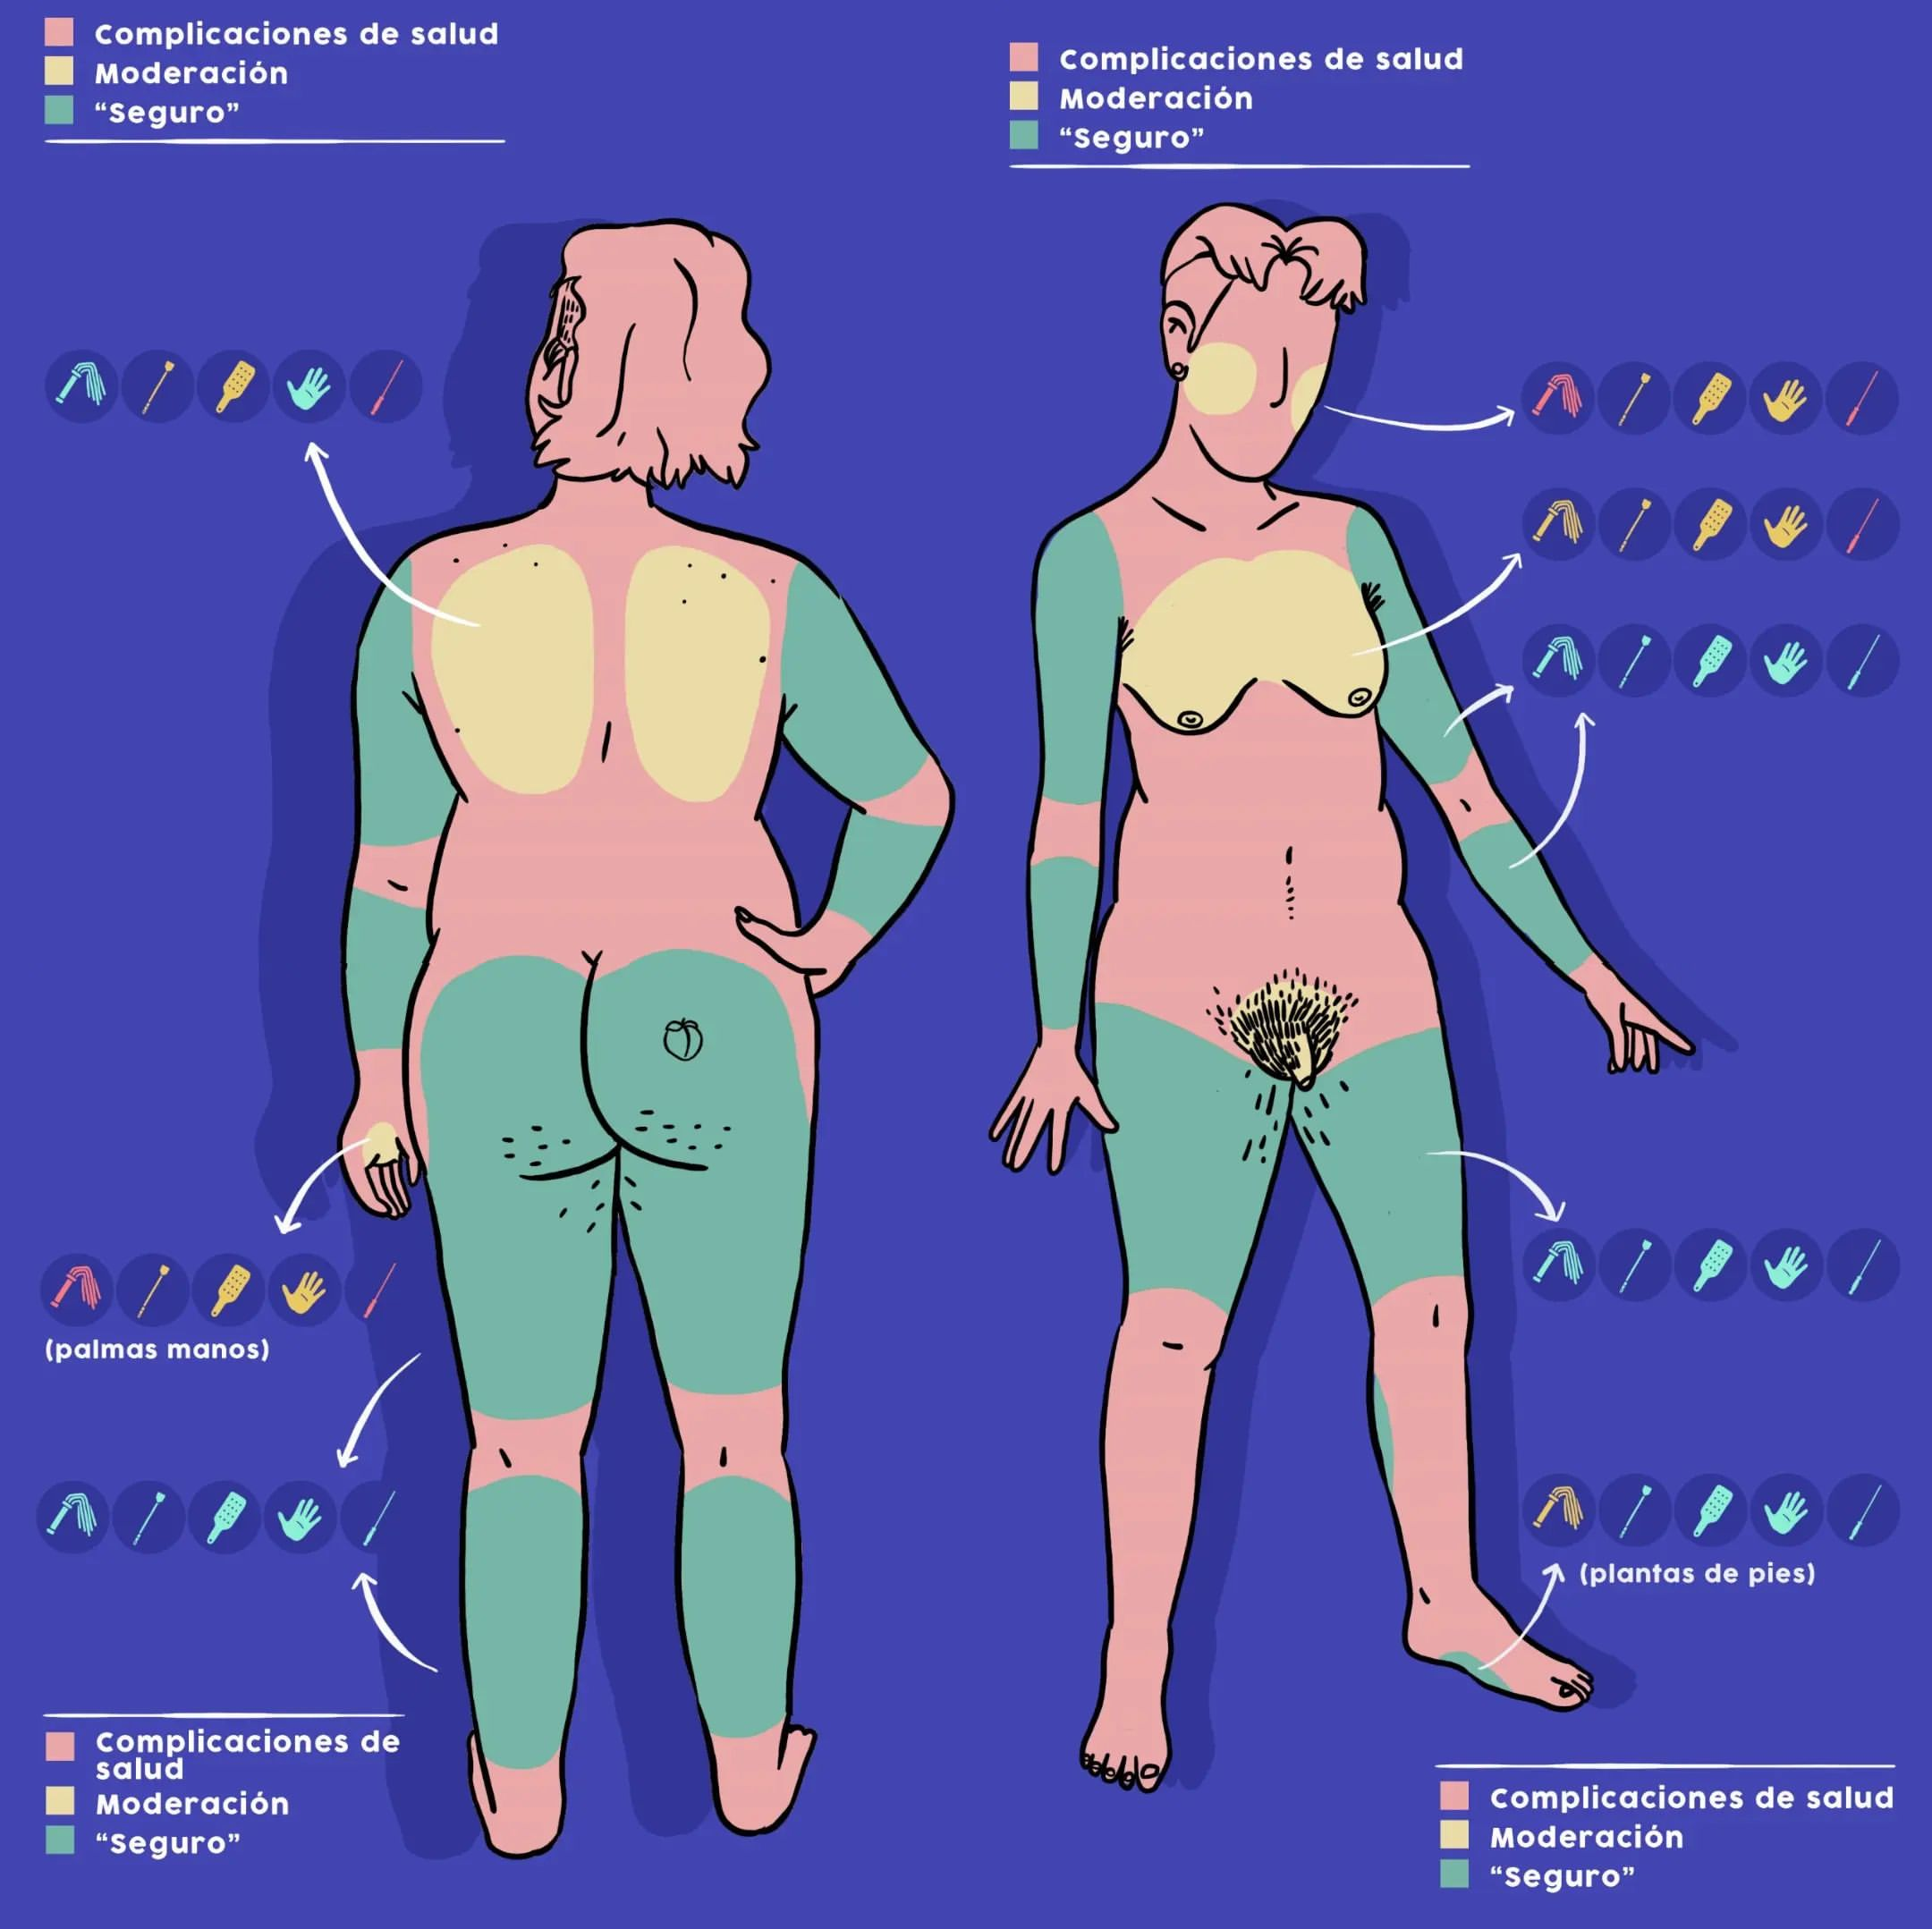 Complicaciones de salud
Moderación
“Seguro”
Complicaciones de salud
Moderación
“Seguro”
(palmas manos)
(plantas de pies)
Complicaciones de
salud
Moderación
“Seguro”
Complicaciones de salud
Moderación
“Seguro”